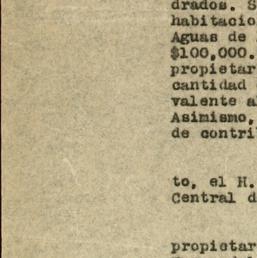 drados. S
habitacio
Aguas de
$100,000.
propietar
cantidad
valente a
Asimismo,
de contri
to, el H.
Central d
propietar